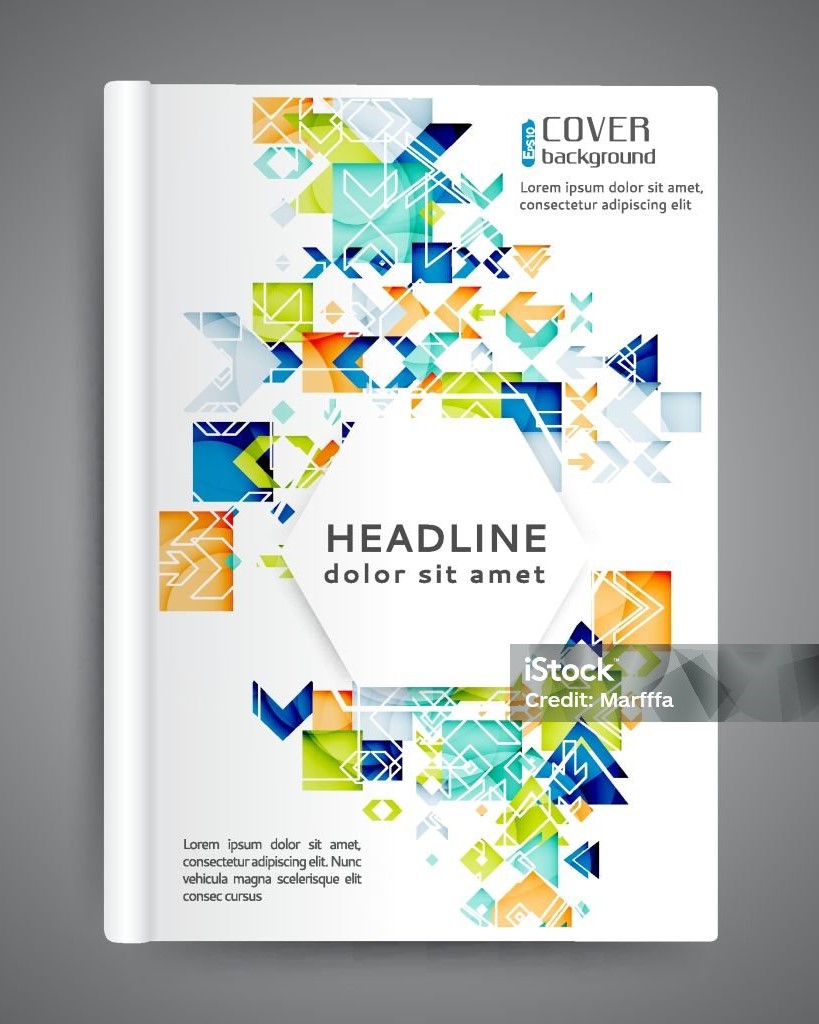 EPS10
COVER
background
Lorem ipsum dolor sit amet,
consectetur adipiscing elit
HEADLINE
dolor sit amet
iStock™
Credit: Marfffa
Lorem ipsum dolor sit amet,
consectetur adipiscing elit. Nunc
vehicula magna scelerisque elit
consec cursus